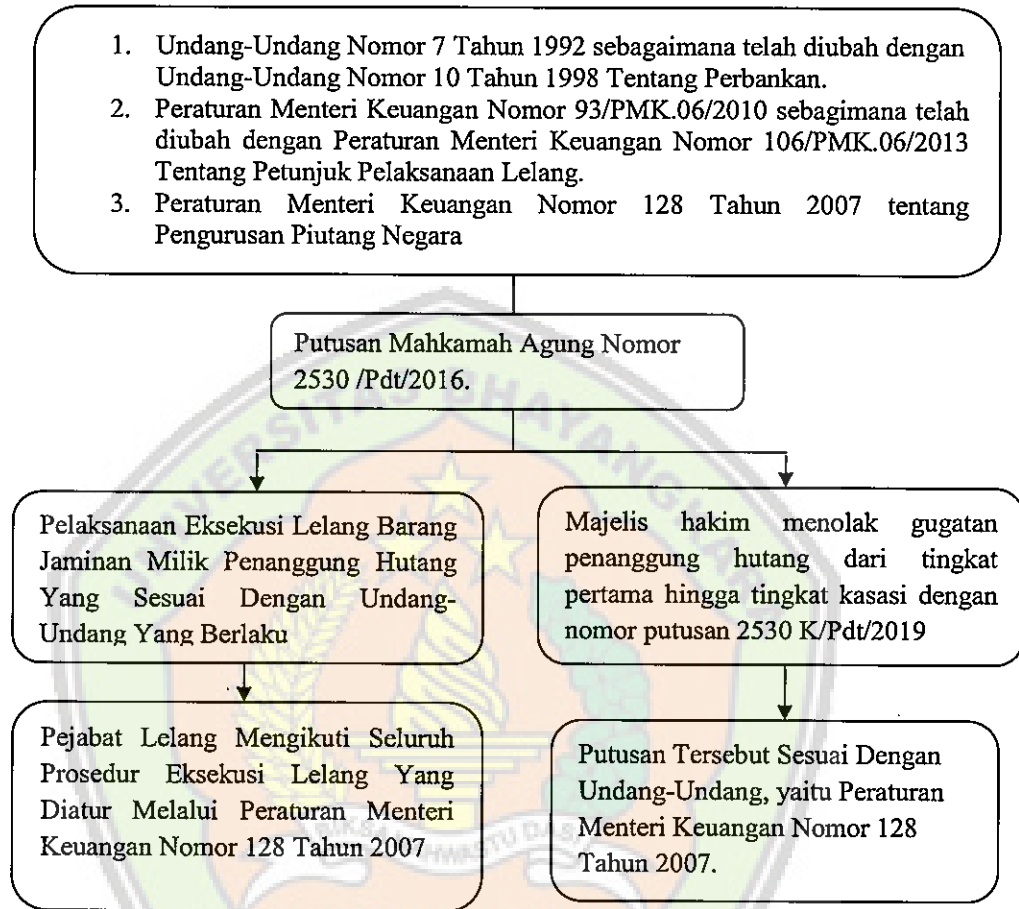 1. Undang-Undang Nomor 7 Tahun 1992 sebagaimana telah diubah dengan
Undang-Undang Nomor 10 Tahun 1998 Tentang Perbankan.
2. Peraturan Menteri Keuangan Nomor 93/PMK.06/2010 sebagimana telah
diubah dengan Peraturan Menteri Keuangan Nomor 106/PMK.06/2013
Tentang Petunjuk Pelaksanaan Lelang.
3. Peraturan Menteri Keuangan Nomor 128 Tahun 2007 tentang
Pengurusan Piutang Negara
Putusan Mahkamah Agung Nomor
2530 /Pdt/2016.
UNIVERSITAS BHAYANGKARA
Pelaksanaan Eksekusi Lelang Barang
Jaminan Milik Penanggung Hutang
Yang Sesuai Dengan Undang-
Undang Yang Berlaku
Majelis hakim menolak gugatan
penanggung hutang dari tingkat
pertama hingga tingkat kasasi dengan
nomor putusan 2530 K/Pdt/2019
Pejabat Lelang Mengikuti Seluruh
Prosedur Eksekusi Lelang Yang
Diatur Melalui Peraturan Menteri
Keuangan Nomor 128 Tahun 2007
Putusan Tersebut Sesuai Dengan
Undang-Undang, yaitu Peraturan
Menteri Keuangan Nomor 128
Tahun 2007.